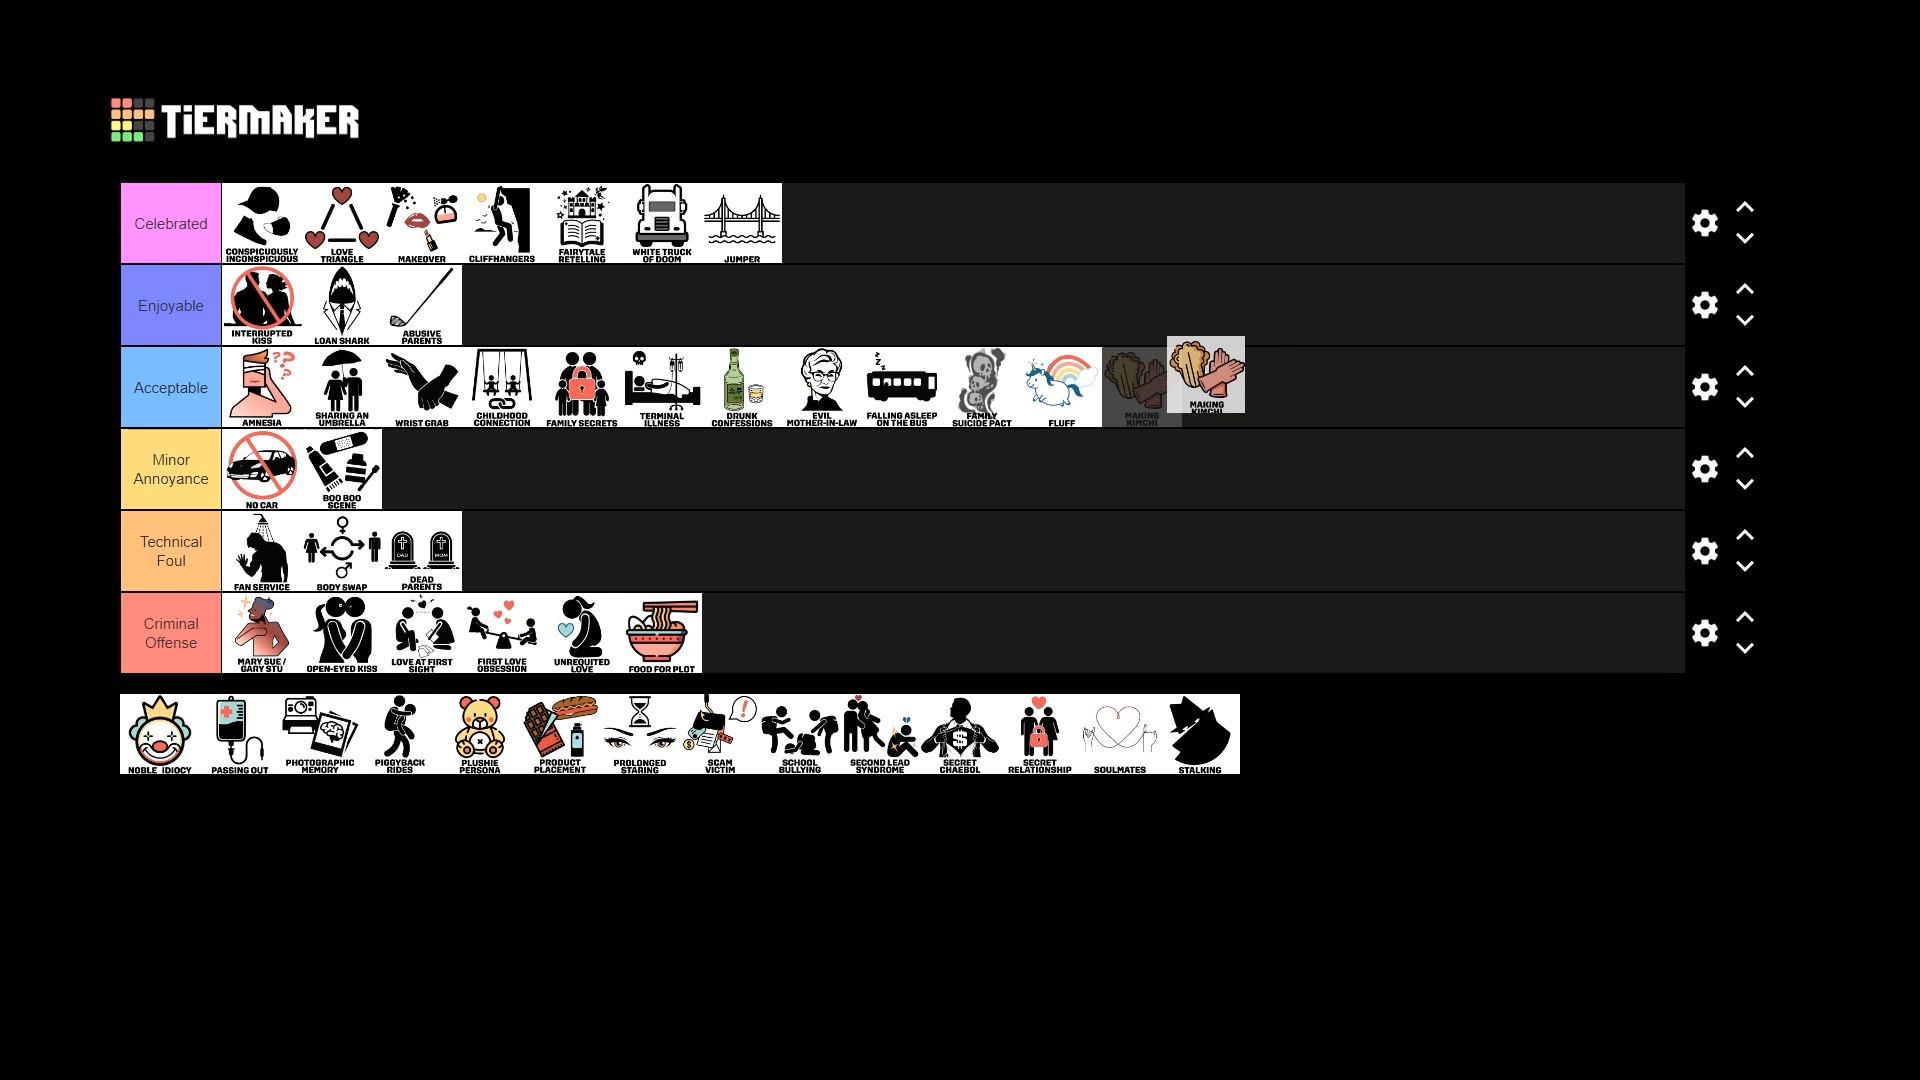 TiERMAKER
Celebrated
CONSPICUOUSLY
INCONSPICUOUS
LOVE
TRIANGLE
MAKEOVER
CLIFFHANGERS
FAIRYTALE
RETELLING
WHITE TRUCK
OF DOOM
JUMPER
Enjoyable
INTERRUPTED
KISS
LOAN SHARK
ABUSIVE
PARENTS
Acceptable
???
AMNESIA
SHARING AN
UMBRELLA
WRIST GRAB
CHILDHOOD
CONNECTION
FAMILY SECRETS
TERMINAL
ILLNESS
소주
DRUNK
CONFESSIONS
EVIL
MOTHER-IN-LAW
z z z
FALLING ASLEEP
ON THE BUS
FAMILY
SUICIDE PACT
FLUFF
MAKING
KIMCHI
MAKING
KIMCHI
Minor
Annoyance
NO CAR
BOO BOO
SCENE
Technical
Foul
FAN SERVICE
BODY SWAP
DAD
MOM
DEAD
PARENTS
Criminal
Offense
MARY SUE /
GARY STU
OPEN-EYED KISS
LOVE AT FIRST
SIGHT
FIRST LOVE
OBSESSION
UNREQUITED
LOVE
FOOD FOR PLOT
NOBLE IDIOCY
PASSING OUT
PHOTOGRAPHIC
MEMORY
PIGGYBACK
RIDES
PLUSHIE
PERSONA
PRODUCT
PLACEMENT
PROLONGED
STARING
!
$
SCAM
VICTIM
SCHOOL
BULLYING
SECOND LEAD
SYNDROME
$
SECRET
CHAEBOL
SECRET
RELATIONSHIP
SOULMATES
STALKING